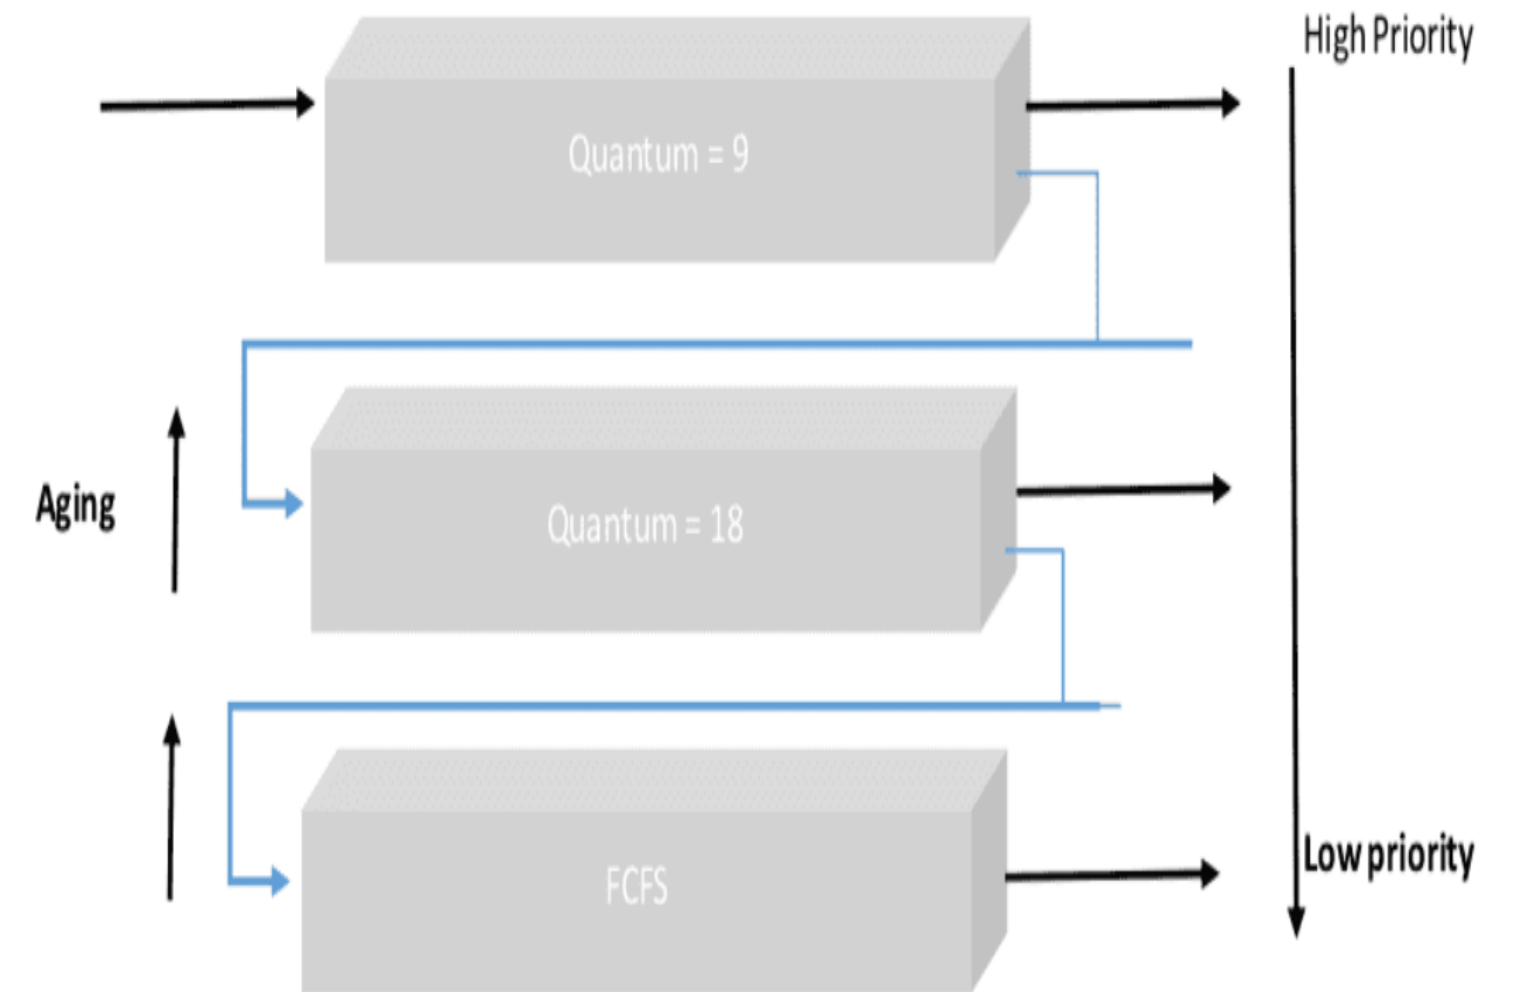 High Priority
Quantum = 9
Aging
Quantum = 18
Low priority
FCFS